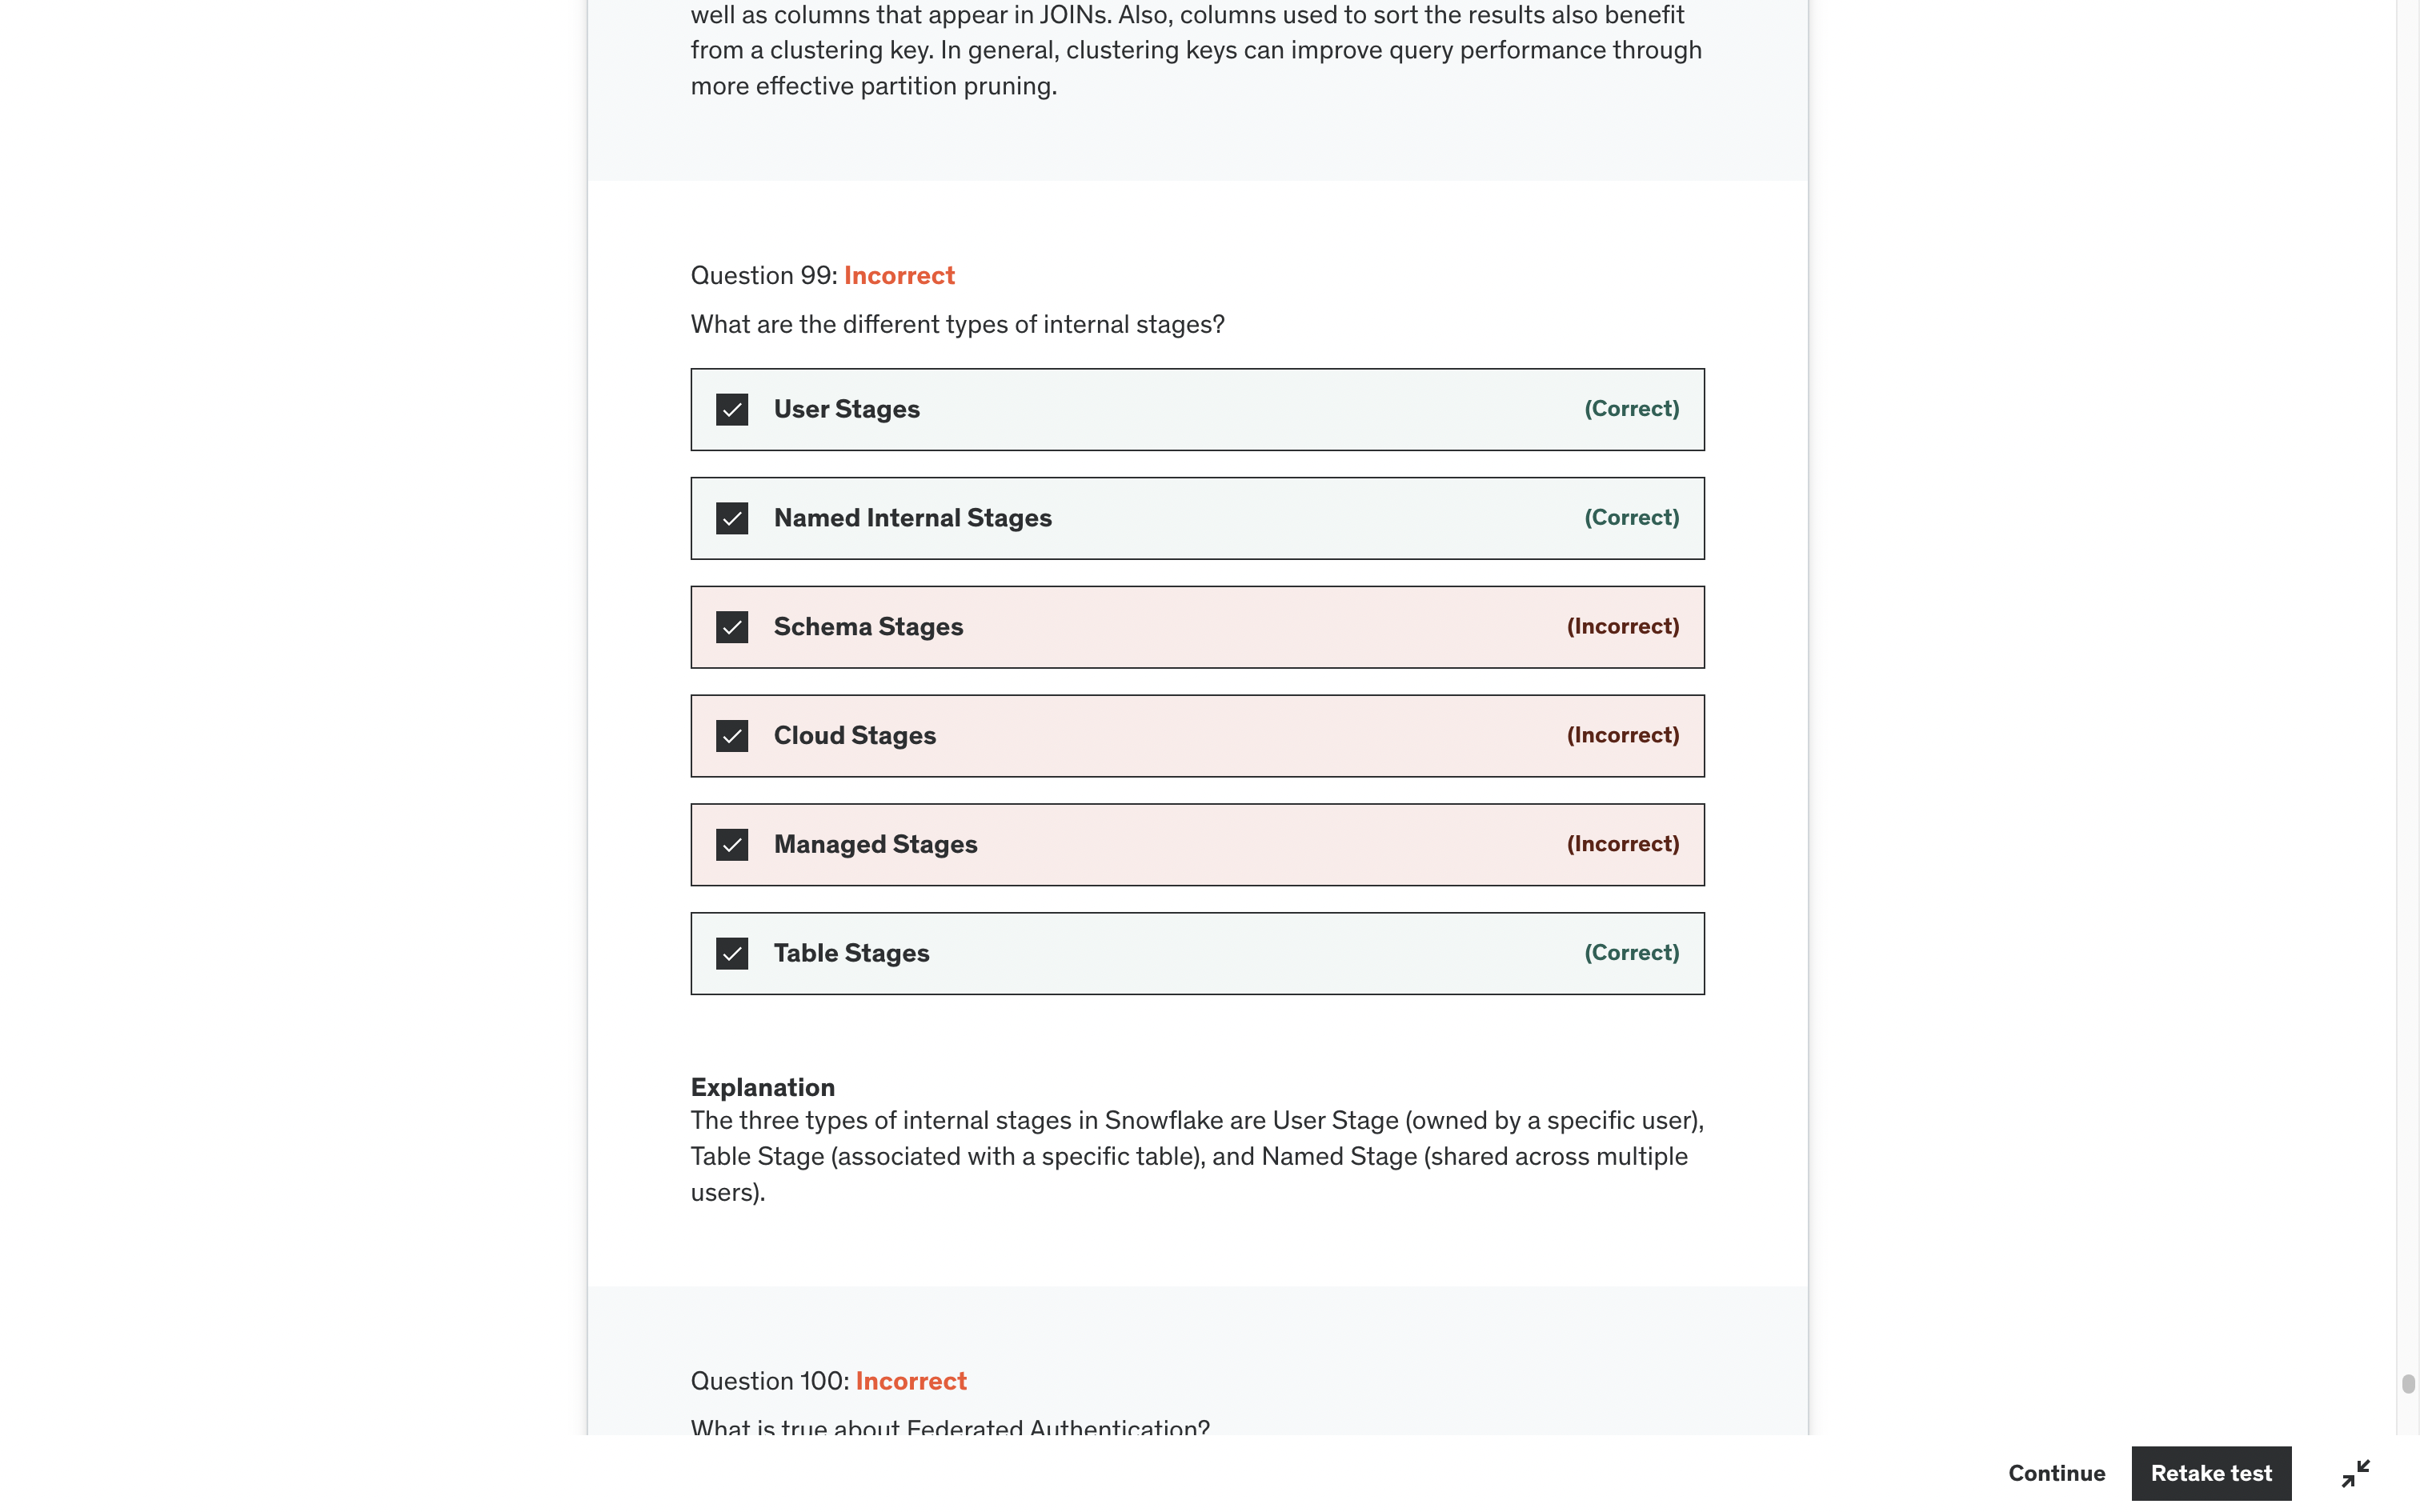 well as columns that appear in JOINs. Also, columns used to sort the results also benefit
from a clustering key. In general, clustering keys can improve query performance through
more effective partition pruning.
Question 99: Incorrect
What are the different types of internal stages?
User Stages (Correct)
Named Internal Stages (Correct)
Schema Stages (Incorrect)
Cloud Stages (Incorrect)
Managed Stages (Incorrect)
Table Stages (Correct)
Explanation
The three types of internal stages in Snowflake are User Stage (owned by a specific user),
Table Stage (associated with a specific table), and Named Stage (shared across multiple
users).
Question 100: Incorrect
What is true about Federated Authentication?
Continue Retake test